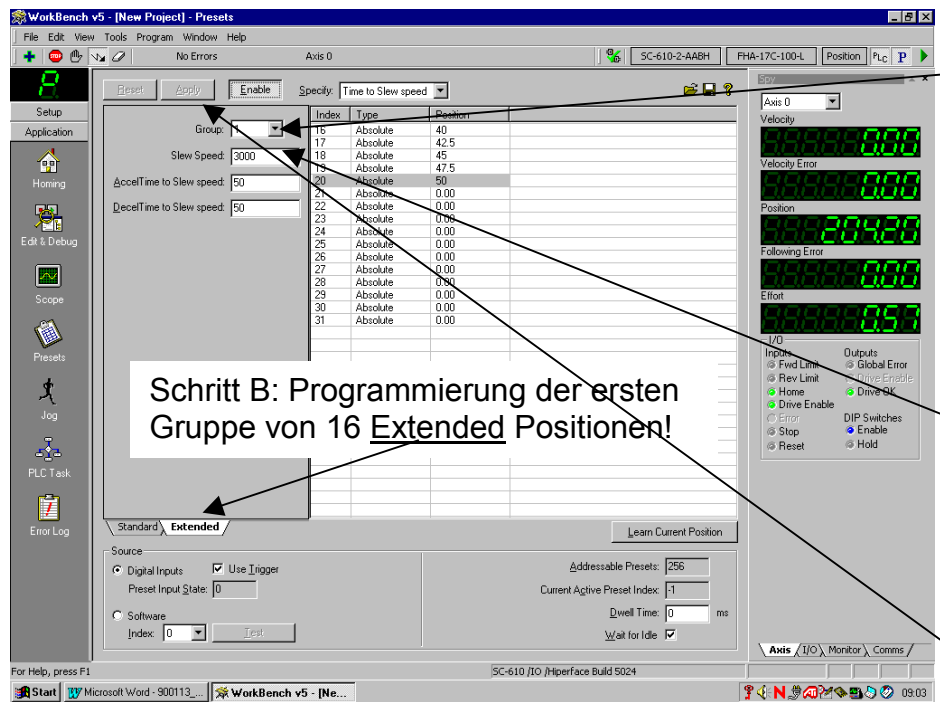 WorkBench v5 - [New Project] - Presets
File Edit View Tools Program Window Help
No Errors Axis 0 SC-610-2-AABH FHA-17C-100-L Position PLC P
Setup
Application
Homing
Edit & Debug
Scope
Presets
Jog
PLC Task
Error Log
Reset Apply Enable Specify: Time to Slew speed
Group: 1
Slew Speed: 3000
AccelTime to Slew speed: 50
DecelTime to Slew speed: 50
Index Type Position
16 Absolute 40
17 Absolute 42.5
18 Absolute 45
19 Absolute 47.5
20 Absolute 50
21 Absolute 0.00
22 Absolute 0.00
23 Absolute 0.00
24 Absolute 0.00
25 Absolute 0.00
26 Absolute 0.00
27 Absolute 0.00
28 Absolute 0.00
29 Absolute 0.00
30 Absolute 0.00
31 Absolute 0.00
Schritt B: Programmierung der ersten
Gruppe von 16 Extended Positionen!
Standard Extended
Learn Current Position
Source
Digital Inputs Use Trigger
Preset Input State: 0
Software
Index: 0 Test
Addressable Presets: 256
Current Active Preset Index: -1
Dwell Time: 0 ms
Wait for Idle
Spy
Axis 0
Velocity
0.00
Velocity Error
0.00
Position
204.20
Following Error
0.00
Effort
0.57
I/O
Inputs Outputs
Fwd Limit Global Error
Rev Limit Drive Enable
Home Drive OK
Drive Enable
Error DIP Switches
Stop Enable
Reset Hold
Axis I/O Monitor Comms
For Help, press F1 SC-610 /IO /Hiperface Build 5024
Start Microsoft Word - 900113_... WorkBench v5 - [Ne... 09:03